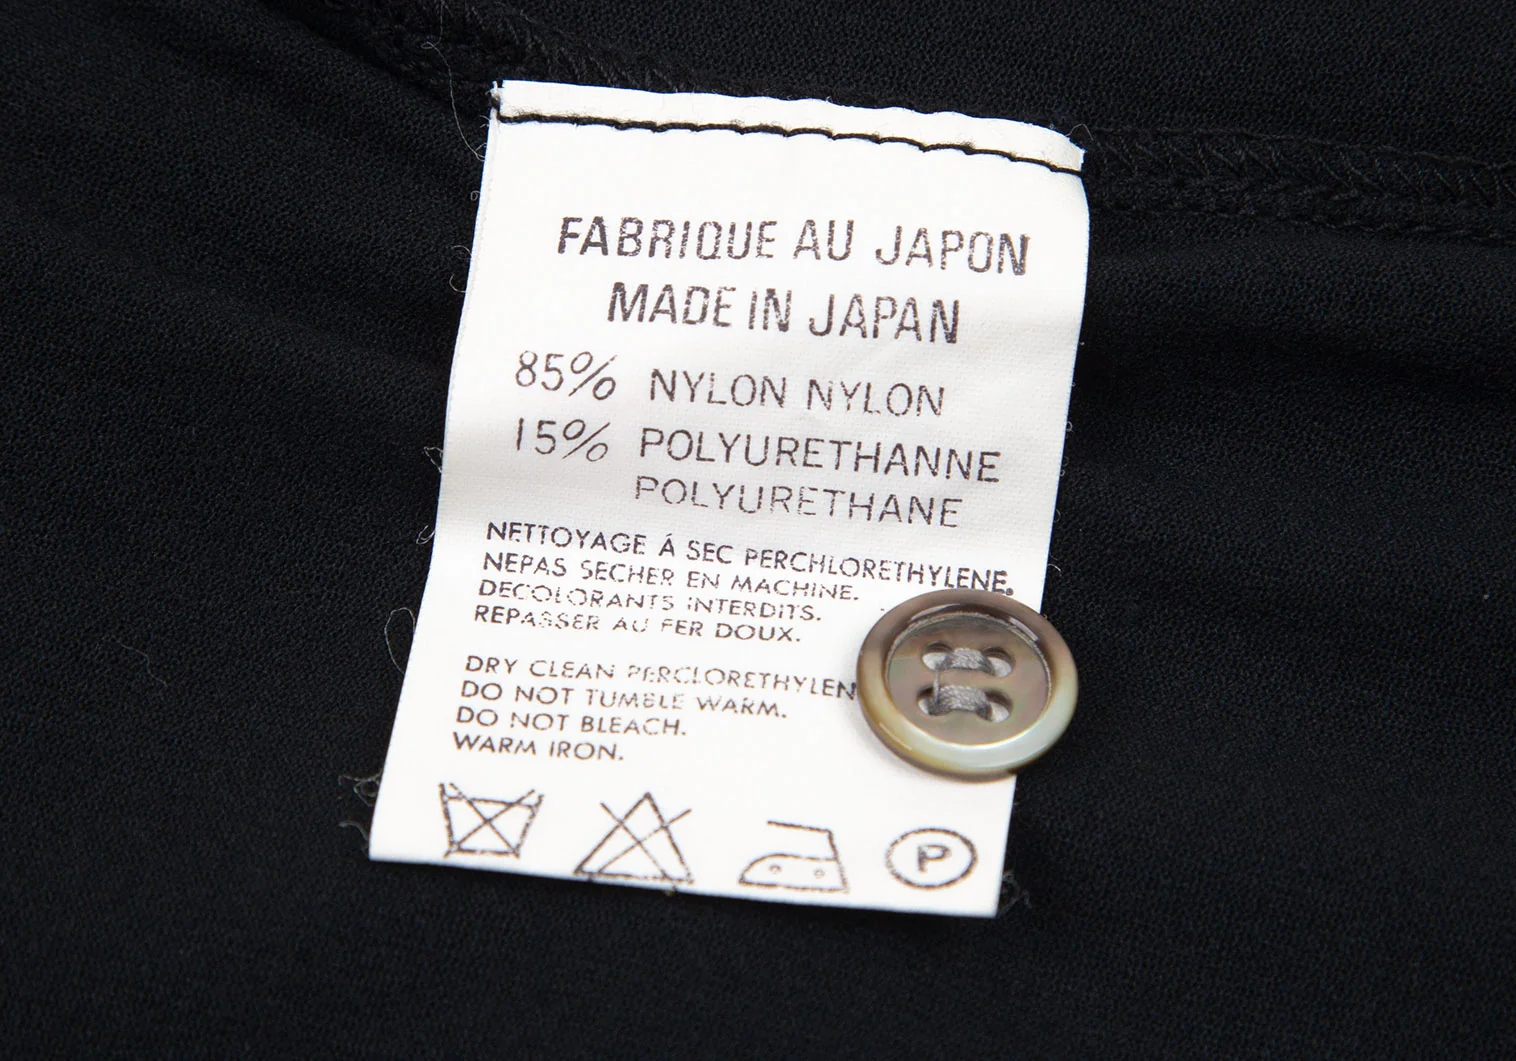 FABRIQUE AU JAPON
MADE IN JAPAN
85% NYLON NYLON
15% POLYURETHANNE
POLYURETHANE
NETTOYAGE Á SEC PERCHLORETHYLENE.
NEPAS SECHER EN MACHINE.
DECOLORANTS INTERDITS.
REPASSER AU FER DOUX.
DRY CLEAN PERCLORETHYLEN
DO NOT TUMBLE WARM.
DO NOT BLEACH.
WARM IRON.
P